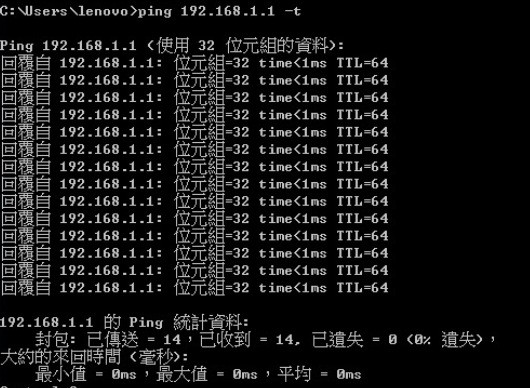 C:\Users\lenovo>ping 192.168.1.1 -t
Ping 192.168.1.1 (使用 32 位元組的資料):
回覆自 192.168.1.1: 位元組=32 time<1ms TTL=64
回覆自 192.168.1.1: 位元組=32 time<1ms TTL=64
回覆自 192.168.1.1: 位元組=32 time<1ms TTL=64
回覆自 192.168.1.1: 位元組=32 time<1ms TTL=64
回覆自 192.168.1.1: 位元組=32 time<1ms TTL=64
回覆自 192.168.1.1: 位元組=32 time<1ms TTL=64
回覆自 192.168.1.1: 位元組=32 time<1ms TTL=64
回覆自 192.168.1.1: 位元組=32 time<1ms TTL=64
回覆自 192.168.1.1: 位元組=32 time<1ms TTL=64
回覆自 192.168.1.1: 位元組=32 time<1ms TTL=64
回覆自 192.168.1.1: 位元組=32 time<1ms TTL=64
回覆自 192.168.1.1: 位元組=32 time<1ms TTL=64
回覆自 192.168.1.1: 位元組=32 time<1ms TTL=64
回覆自 192.168.1.1: 位元組=32 time<1ms TTL=64
192.168.1.1 的 Ping 統計資料:
封包: 已傳送 = 14，已收到 = 14, 已遺失 = 0 (0% 遺失)，
大約的來回時間 (毫秒):
最小值 = 0ms，最大值 = 0ms，平均 = 0ms